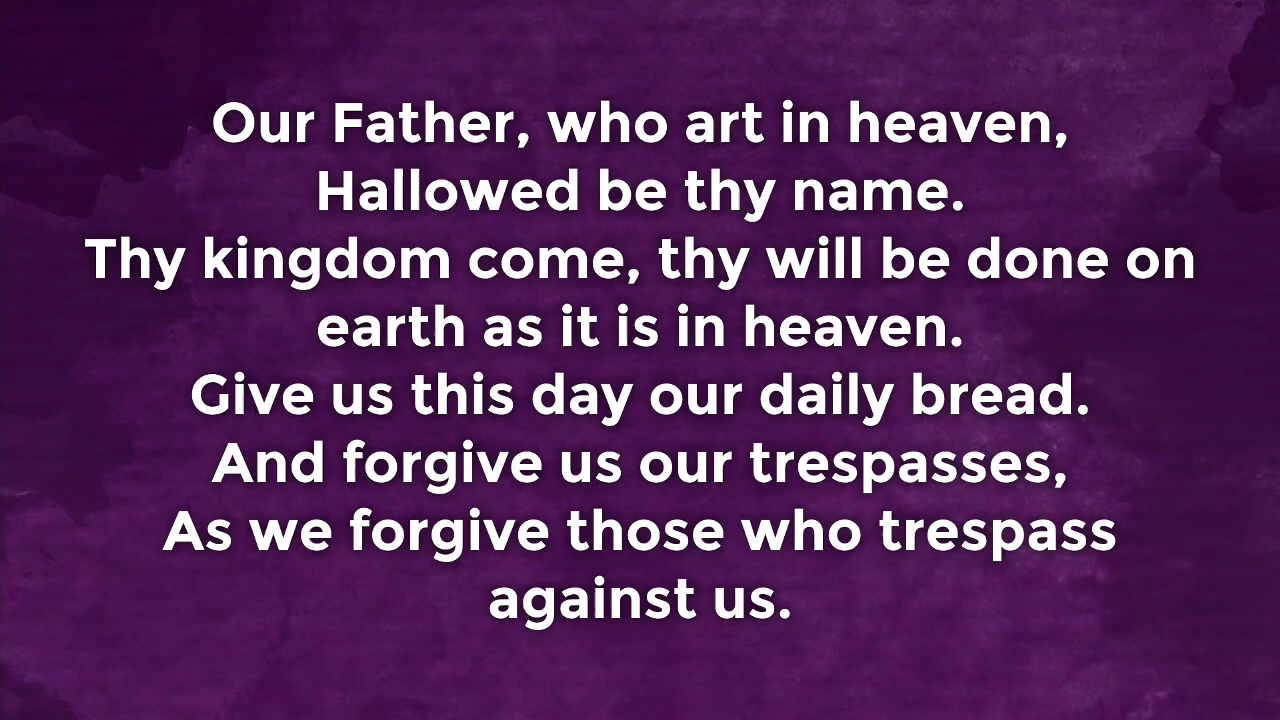 Our Father, who art in heaven,
Hallowed be thy name.
Thy kingdom come, thy will be done on
earth as it is in heaven.
Give us this day our daily bread.
And forgive us our trespasses,
As we forgive those who trespass
against us.